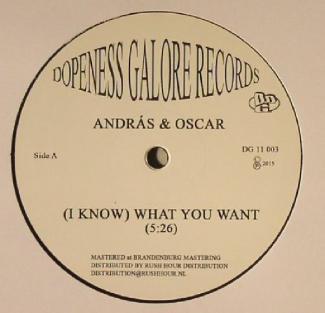 DOPENESS GALORE RECORDS
ANDRÁS & OSCAR
Side A
DG 11 003
℗ 2015
(I KNOW) WHAT YOU WANT
(5:26)
MASTERED at BRANDENBURG MASTERING
DISTRIBUTED BY RUSH HOUR DISTRIBUTION
DISTRIBUTION@RUSHHOUR.NL